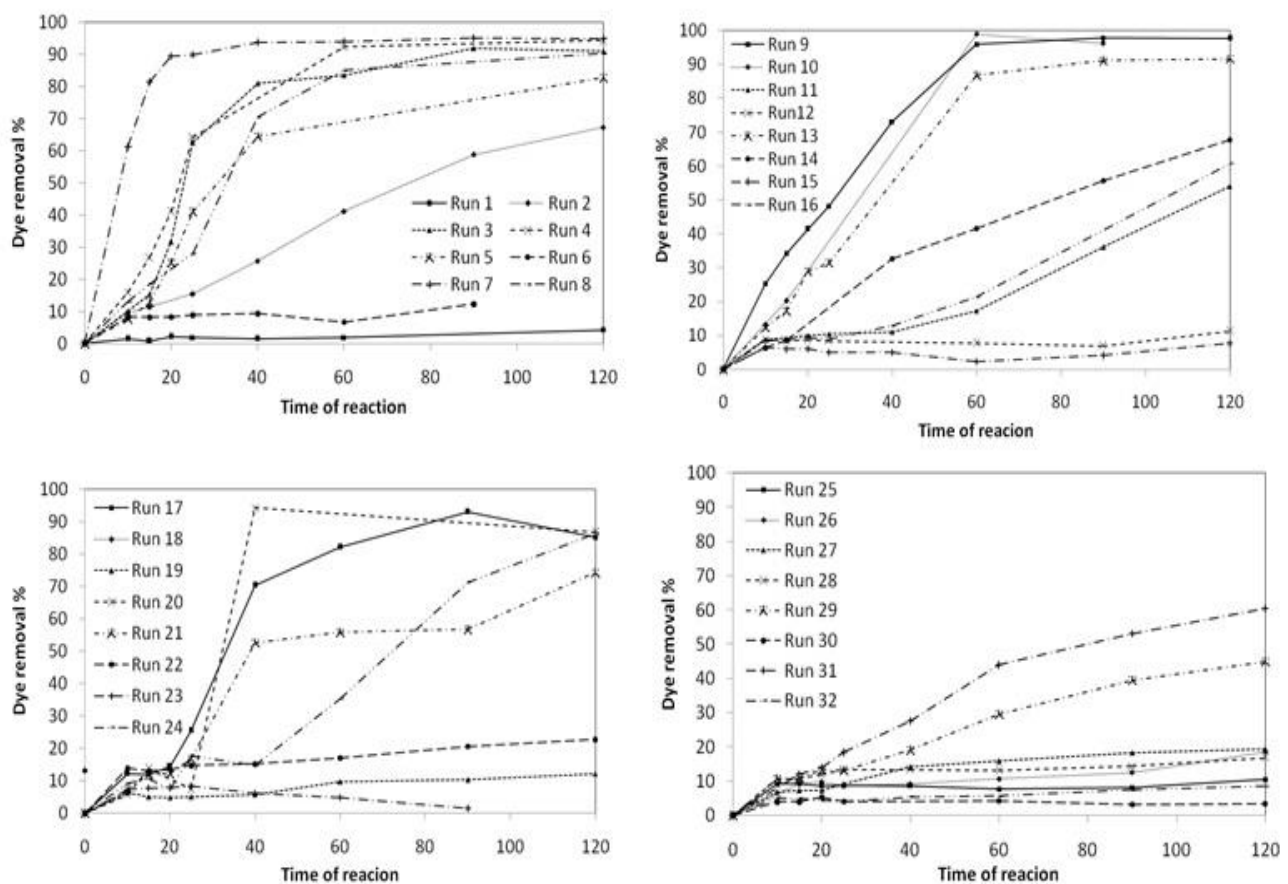 100
90
80
70
60
50
40
30
20
10
0
Dye removal %
Run 1 Run 2
Run 3 Run 4
Run 5 Run 6
Run 7 Run 8
0 20 40 60 80 100 120
Time of reaction
100
90
80
70
60
50
40
30
20
10
0
Dye removal %
Run 9
Run 10
Run 11
Run12
Run 13
Run 14
Run 15
Run 16
0 20 40 60 80 100 120
Time of reacion
100
90
80
70
60
50
40
30
20
10
0
Dye removal %
Run 17
Run 18
Run 19
Run 20
Run 21
Run 22
Run 23
Run 24
0 20 40 60 80 100 120
Time of reaction
100
90
80
70
60
50
40
30
20
10
0
Dye removal %
Run 25
Run 26
Run 27
Run 28
Run 29
Run 30
Run 31
Run 32
0 20 40 60 80 100 120
Time of reacion